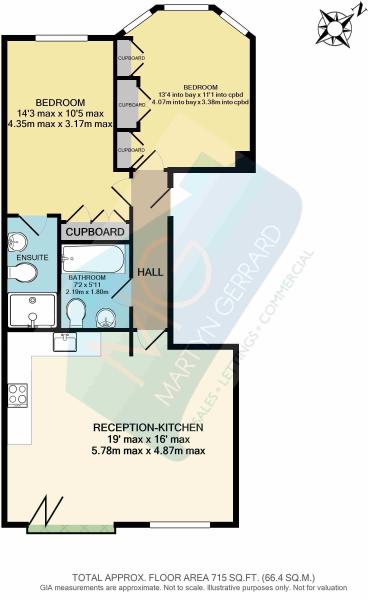 N
CUPBOARD
BEDROOM
13'4 into bay x 11'1 into cpbd
4.07m into bay x 3.38m into cpbd
CUPBOARD
BEDROOM
14'3 max x 10'5 max
4.35m max x 3.17m max
CUPBOARD
CUPBOARD
ENSUITE
BATHROOM
7'2 x 5'11
2.19m x 1.80m
HALL
MARTYN GERRARD
SALES • LETTINGS • COMMERCIAL
RECEPTION-KITCHEN
19' max x 16' max
5.78m max x 4.87m max
TOTAL APPROX. FLOOR AREA 715 SQ.FT. (66.4 SQ.M.)
GIA measurements are approximate. Not to scale. Illustrative purposes only. Not for valuation